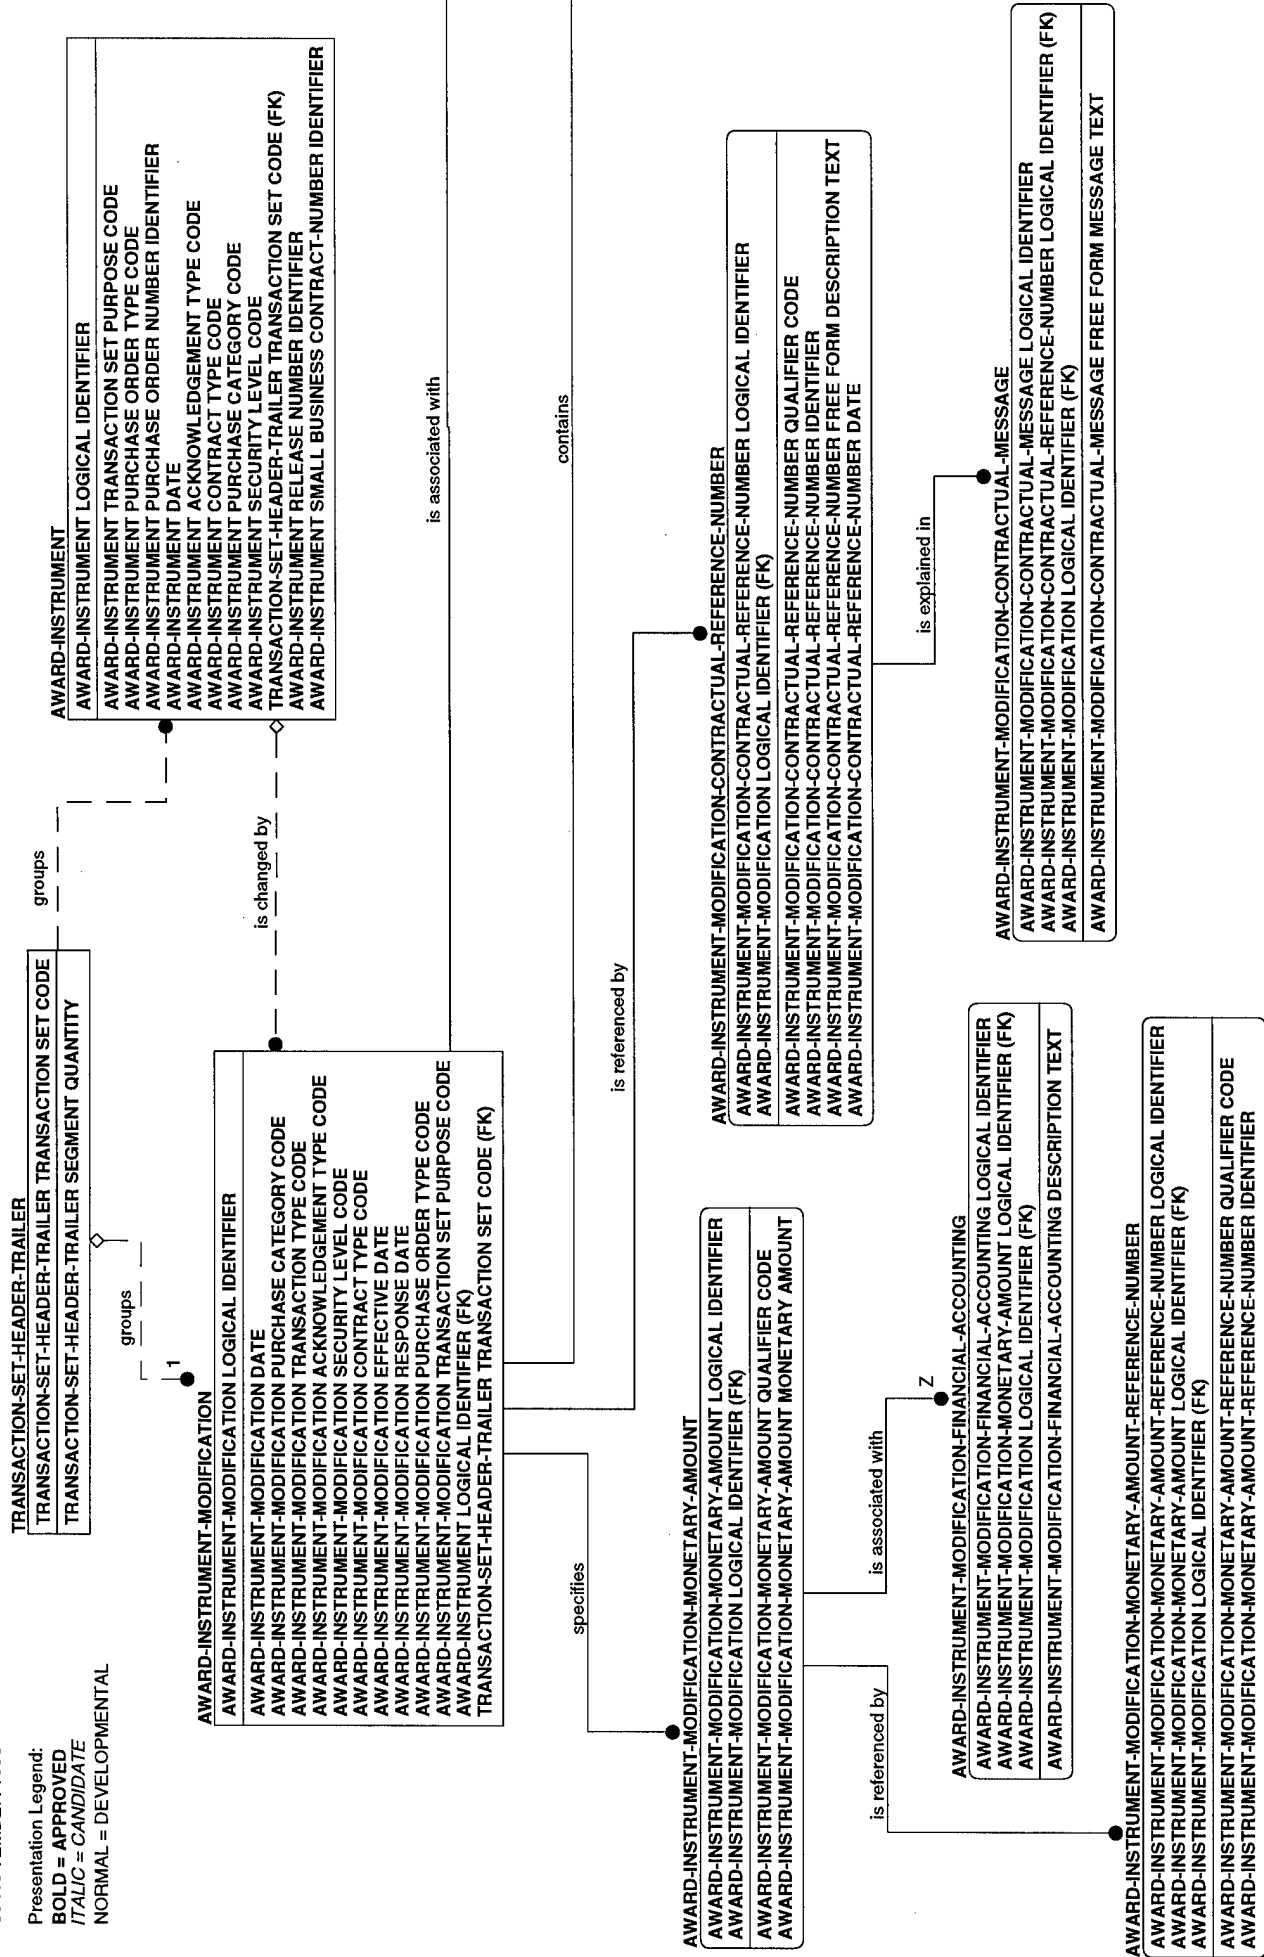 Presentation Legend:
BOLD = APPROVED
ITALIC = CANDIDATE
NORMAL = DEVELOPMENTAL
TRANSACTION-SET-HEADER-TRAILER
TRANSACTION-SET-HEADER-TRAILER TRANSACTION SET CODE
TRANSACTION-SET-HEADER-TRAILER SEGMENT QUANTITY
groups
groups
1
AWARD-INSTRUMENT
AWARD-INSTRUMENT LOGICAL IDENTIFIER
AWARD-INSTRUMENT TRANSACTION SET PURPOSE CODE
AWARD-INSTRUMENT PURCHASE ORDER TYPE CODE
AWARD-INSTRUMENT PURCHASE ORDER NUMBER IDENTIFIER
AWARD-INSTRUMENT DATE
AWARD-INSTRUMENT ACKNOWLEDGEMENT TYPE CODE
AWARD-INSTRUMENT CONTRACT TYPE CODE
AWARD-INSTRUMENT PURCHASE CATEGORY CODE
AWARD-INSTRUMENT SECURITY LEVEL CODE
TRANSACTION-SET-HEADER-TRAILER TRANSACTION SET CODE (FK)
AWARD-INSTRUMENT RELEASE NUMBER IDENTIFIER
AWARD-INSTRUMENT SMALL BUSINESS CONTRACT-NUMBER IDENTIFIER
is changed by
AWARD-INSTRUMENT-MODIFICATION
AWARD-INSTRUMENT-MODIFICATION LOGICAL IDENTIFIER
AWARD-INSTRUMENT-MODIFICATION DATE
AWARD-INSTRUMENT-MODIFICATION PURCHASE CATEGORY CODE
AWARD-INSTRUMENT-MODIFICATION TRANSACTION TYPE CODE
AWARD-INSTRUMENT-MODIFICATION ACKNOWLEDGEMENT TYPE CODE
AWARD-INSTRUMENT-MODIFICATION SECURITY LEVEL CODE
AWARD-INSTRUMENT-MODIFICATION CONTRACT TYPE CODE
AWARD-INSTRUMENT-MODIFICATION EFFECTIVE DATE
AWARD-INSTRUMENT-MODIFICATION RESPONSE DATE
AWARD-INSTRUMENT-MODIFICATION PURCHASE ORDER TYPE CODE
AWARD-INSTRUMENT-MODIFICATION TRANSACTION SET PURPOSE CODE
AWARD-INSTRUMENT LOGICAL IDENTIFIER (FK)
TRANSACTION-SET-HEADER-TRAILER TRANSACTION SET CODE (FK)
is associated with
contains
specifies
is referenced by
AWARD-INSTRUMENT-MODIFICATION-MONETARY-AMOUNT
AWARD-INSTRUMENT-MODIFICATION-MONETARY-AMOUNT LOGICAL IDENTIFIER
AWARD-INSTRUMENT-MODIFICATION LOGICAL IDENTIFIER (FK)
AWARD-INSTRUMENT-MODIFICATION-MONETARY-AMOUNT QUALIFIER CODE
AWARD-INSTRUMENT-MODIFICATION-MONETARY-AMOUNT MONETARY AMOUNT
AWARD-INSTRUMENT-MODIFICATION-CONTRACTUAL-REFERENCE-NUMBER
AWARD-INSTRUMENT-MODIFICATION-CONTRACTUAL-REFERENCE-NUMBER LOGICAL IDENTIFIER
AWARD-INSTRUMENT-MODIFICATION LOGICAL IDENTIFIER (FK)
AWARD-INSTRUMENT-MODIFICATION-CONTRACTUAL-REFERENCE-NUMBER QUALIFIER CODE
AWARD-INSTRUMENT-MODIFICATION-CONTRACTUAL-REFERENCE-NUMBER IDENTIFIER
AWARD-INSTRUMENT-MODIFICATION-CONTRACTUAL-REFERENCE-NUMBER FREE FORM DESCRIPTION TEXT
AWARD-INSTRUMENT-MODIFICATION-CONTRACTUAL-REFERENCE-NUMBER DATE
is referenced by
is associated with
Z
is explained in
AWARD-INSTRUMENT-MODIFICATION-FINANCIAL-ACCOUNTING
AWARD-INSTRUMENT-MODIFICATION-FINANCIAL-ACCOUNTING LOGICAL IDENTIFIER
AWARD-INSTRUMENT-MODIFICATION-MONETARY-AMOUNT LOGICAL IDENTIFIER (FK)
AWARD-INSTRUMENT-MODIFICATION LOGICAL IDENTIFIER (FK)
AWARD-INSTRUMENT-MODIFICATION-FINANCIAL-ACCOUNTING DESCRIPTION TEXT
AWARD-INSTRUMENT-MODIFICATION-CONTRACTUAL-MESSAGE
AWARD-INSTRUMENT-MODIFICATION-CONTRACTUAL-MESSAGE LOGICAL IDENTIFIER
AWARD-INSTRUMENT-MODIFICATION-CONTRACTUAL-REFERENCE-NUMBER LOGICAL IDENTIFIER (FK)
AWARD-INSTRUMENT-MODIFICATION LOGICAL IDENTIFIER (FK)
AWARD-INSTRUMENT-MODIFICATION-CONTRACTUAL-MESSAGE FREE FORM MESSAGE TEXT
AWARD-INSTRUMENT-MODIFICATION-MONETARY-AMOUNT-REFERENCE-NUMBER
AWARD-INSTRUMENT-MODIFICATION-MONETARY-AMOUNT-REFERENCE-NUMBER LOGICAL IDENTIFIER
AWARD-INSTRUMENT-MODIFICATION-MONETARY-AMOUNT LOGICAL IDENTIFIER (FK)
AWARD-INSTRUMENT-MODIFICATION LOGICAL IDENTIFIER (FK)
AWARD-INSTRUMENT-MODIFICATION-MONETARY-AMOUNT-REFERENCE-NUMBER QUALIFIER CODE
AWARD-INSTRUMENT-MODIFICATION-MONETARY-AMOUNT-REFERENCE-NUMBER IDENTIFIER